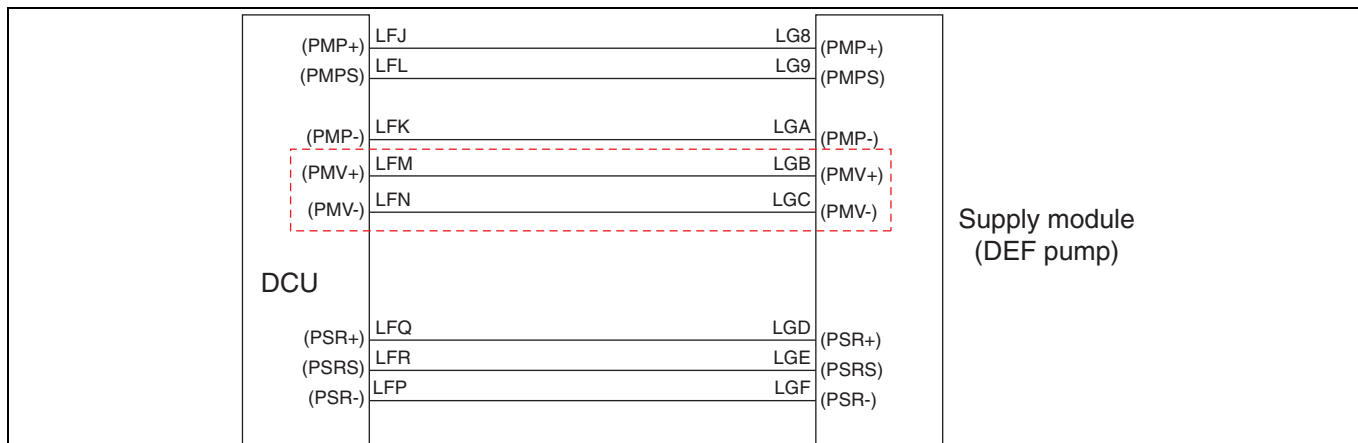 (PMP+) LFJ LG8 (PMP+)
(PMPS) LFL LG9 (PMPS)
(PMP-) LFK LGA (PMP-)
(PMV+) LFM LGB (PMV+)
(PMV-) LFN LGC (PMV-)
Supply module
(DEF pump)
DCU
(PSR+) LFQ LGD (PSR+)
(PSRS) LFR LGE (PSRS)
(PSR-) LFP LGF (PSR-)